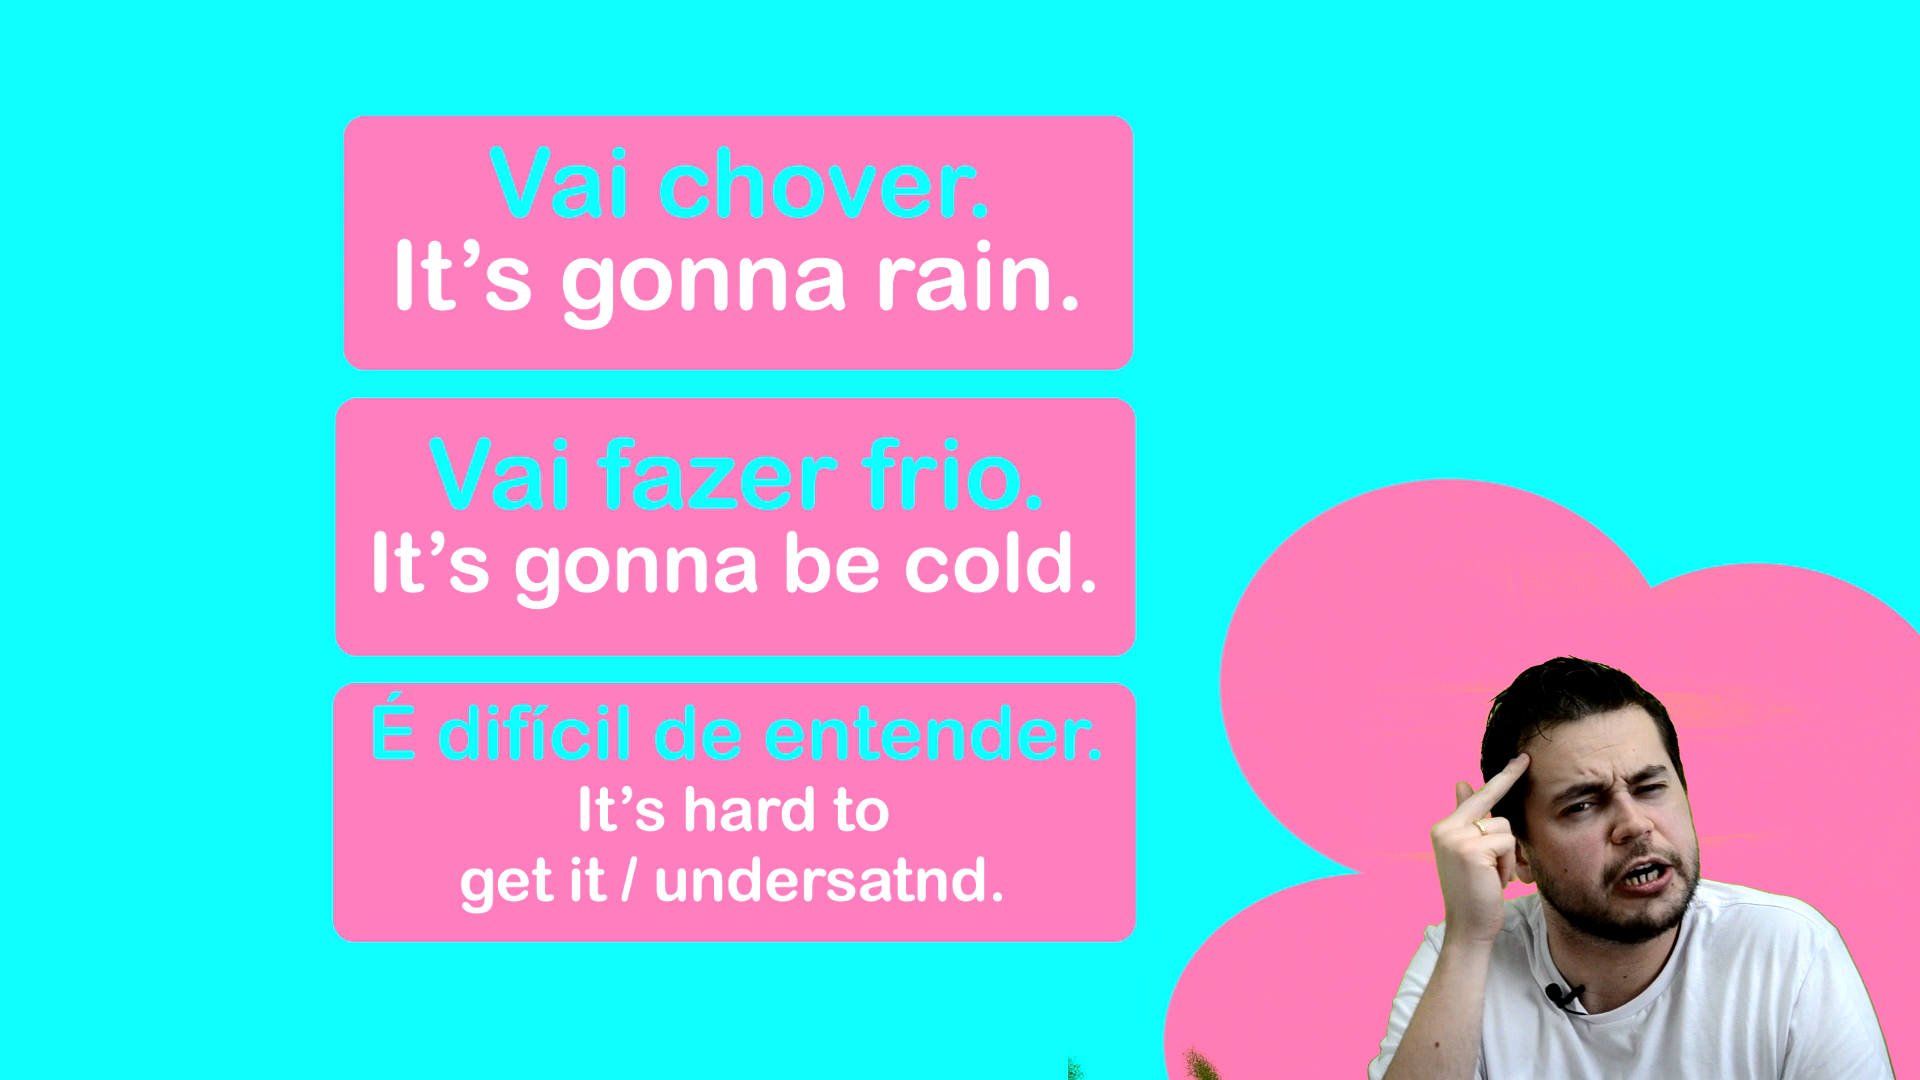 Vai chover.
It’s gonna rain.
Vai fazer frio.
It’s gonna be cold.
É difícil de entender.
It’s hard to
get it / undersatnd.